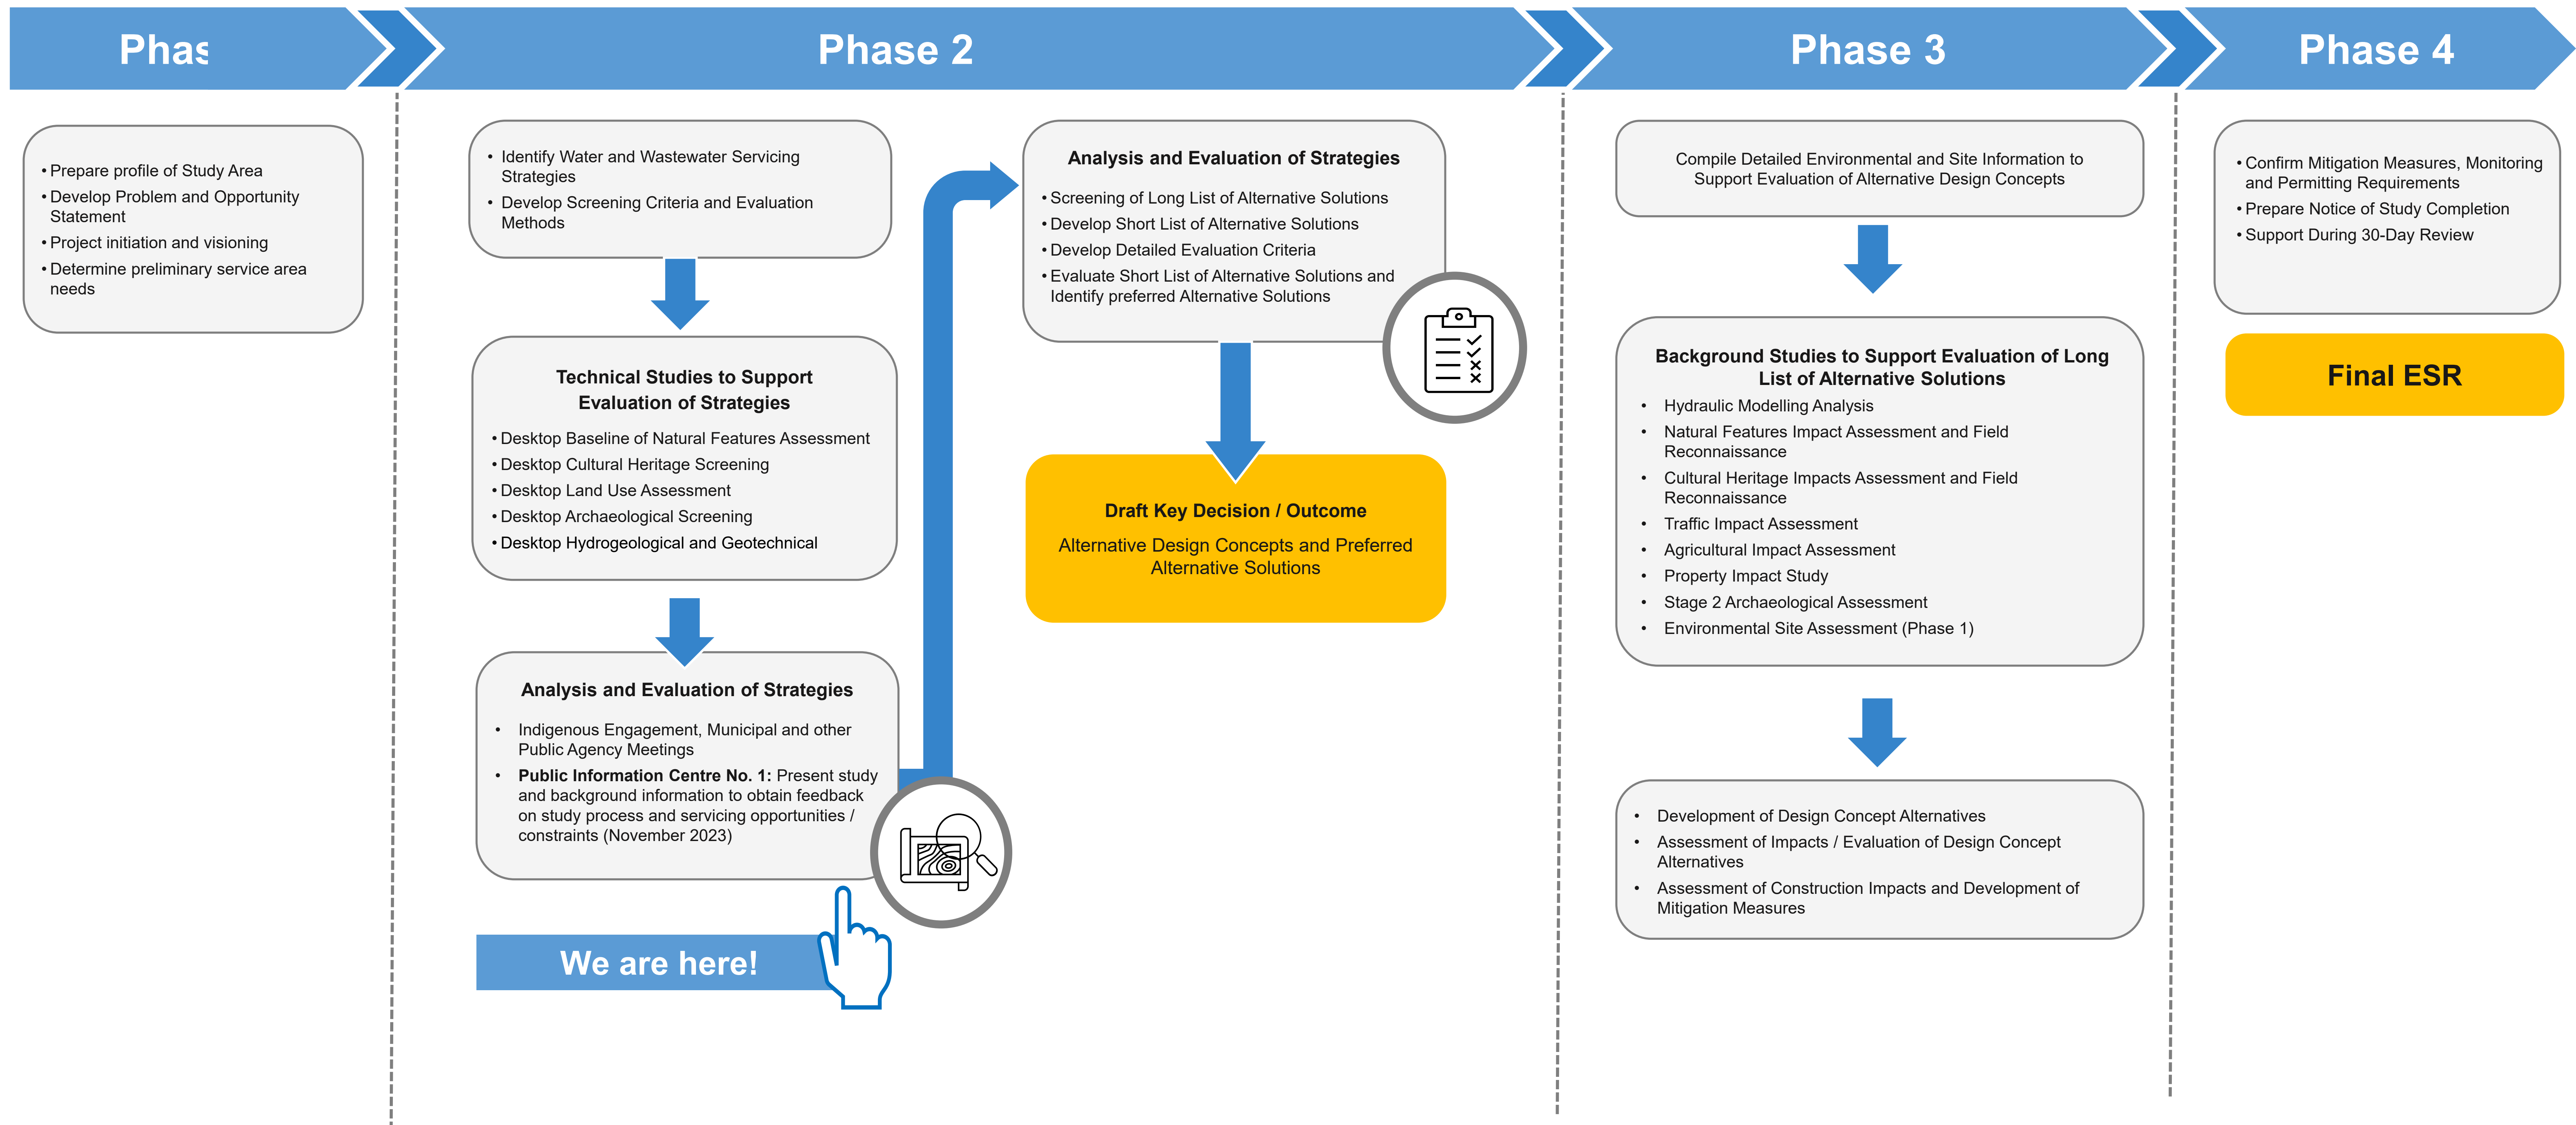 Phas
Phase 2
Phase 3
Phase 4
• Prepare profile of Study Area
• Develop Problem and Opportunity
Statement
• Project initiation and visioning
• Determine preliminary service area
needs
• Identify Water and Wastewater Servicing
Strategies
• Develop Screening Criteria and Evaluation
Methods
Technical Studies to Support
Evaluation of Strategies
• Desktop Baseline of Natural Features Assessment
• Desktop Cultural Heritage Screening
• Desktop Land Use Assessment
• Desktop Archaeological Screening
• Desktop Hydrogeological and Geotechnical
Analysis and Evaluation of Strategies
• Indigenous Engagement, Municipal and other
Public Agency Meetings
• Public Information Centre No. 1: Present study
and background information to obtain feedback
on study process and servicing opportunities /
constraints (November 2023)
We are here!
Analysis and Evaluation of Strategies
• Screening of Long List of Alternative Solutions
• Develop Short List of Alternative Solutions
• Develop Detailed Evaluation Criteria
• Evaluate Short List of Alternative Solutions and
Identify preferred Alternative Solutions
Draft Key Decision / Outcome
Alternative Design Concepts and Preferred
Alternative Solutions
Compile Detailed Environmental and Site Information to
Support Evaluation of Alternative Design Concepts
Background Studies to Support Evaluation of Long
List of Alternative Solutions
• Hydraulic Modelling Analysis
• Natural Features Impact Assessment and Field
Reconnaissance
• Cultural Heritage Impacts Assessment and Field
Reconnaissance
• Traffic Impact Assessment
• Agricultural Impact Assessment
• Property Impact Study
• Stage 2 Archaeological Assessment
• Environmental Site Assessment (Phase 1)
• Development of Design Concept Alternatives
• Assessment of Impacts / Evaluation of Design Concept
Alternatives
• Assessment of Construction Impacts and Development of
Mitigation Measures
• Confirm Mitigation Measures, Monitoring
and Permitting Requirements
• Prepare Notice of Study Completion
• Support During 30-Day Review
Final ESR